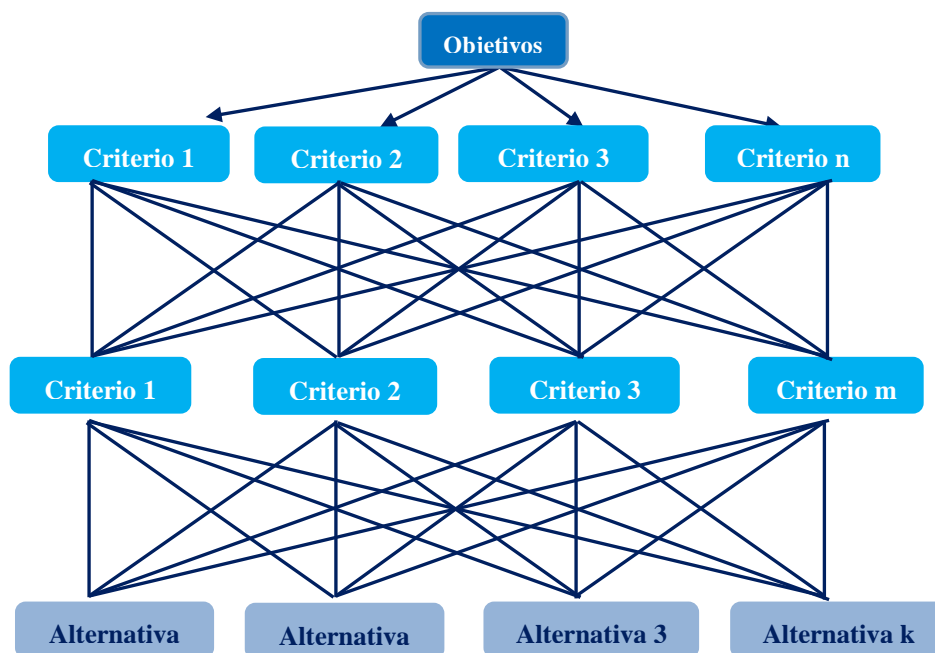 Objetivos
Criterio 1
Criterio 2
Criterio 3
Criterio n
Criterio 1
Criterio 2
Criterio 3
Criterio m
Alternativa
Alternativa
Alternativa 3
Alternativa k